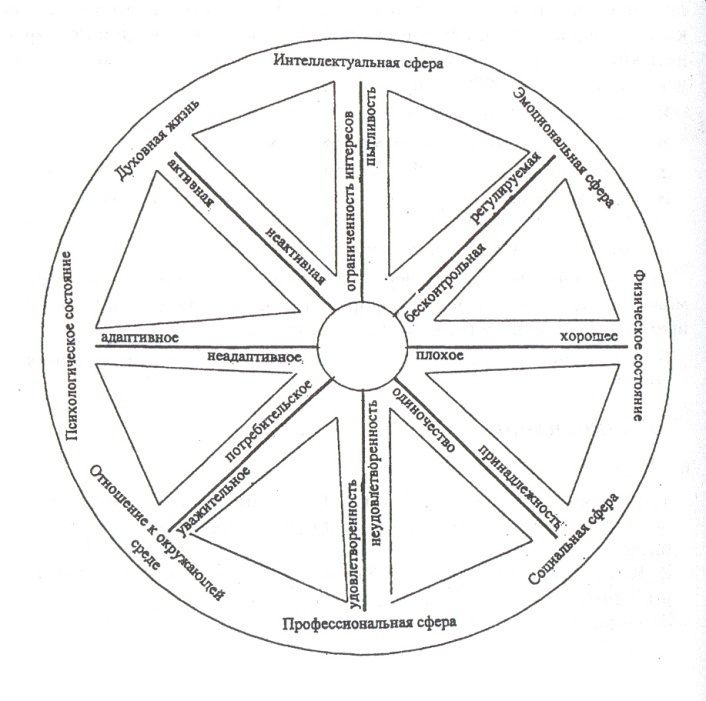 Интеллектуальная сфера
ограниченность интересов
пытливость
Эмоциональная сфера
регулируемая
бесконтрольная
Физическое состояние
хорошее
плохое
Социальная сфера
одиночество
принадлежность
Профессиональная сфера
удовлетворенность
неудовлетворенность
Отношение к окружающей
среде
потребительское
уважительное
Психологическое состояние
адаптивное
неадаптивное
Духовная жизнь
активная
неактивная